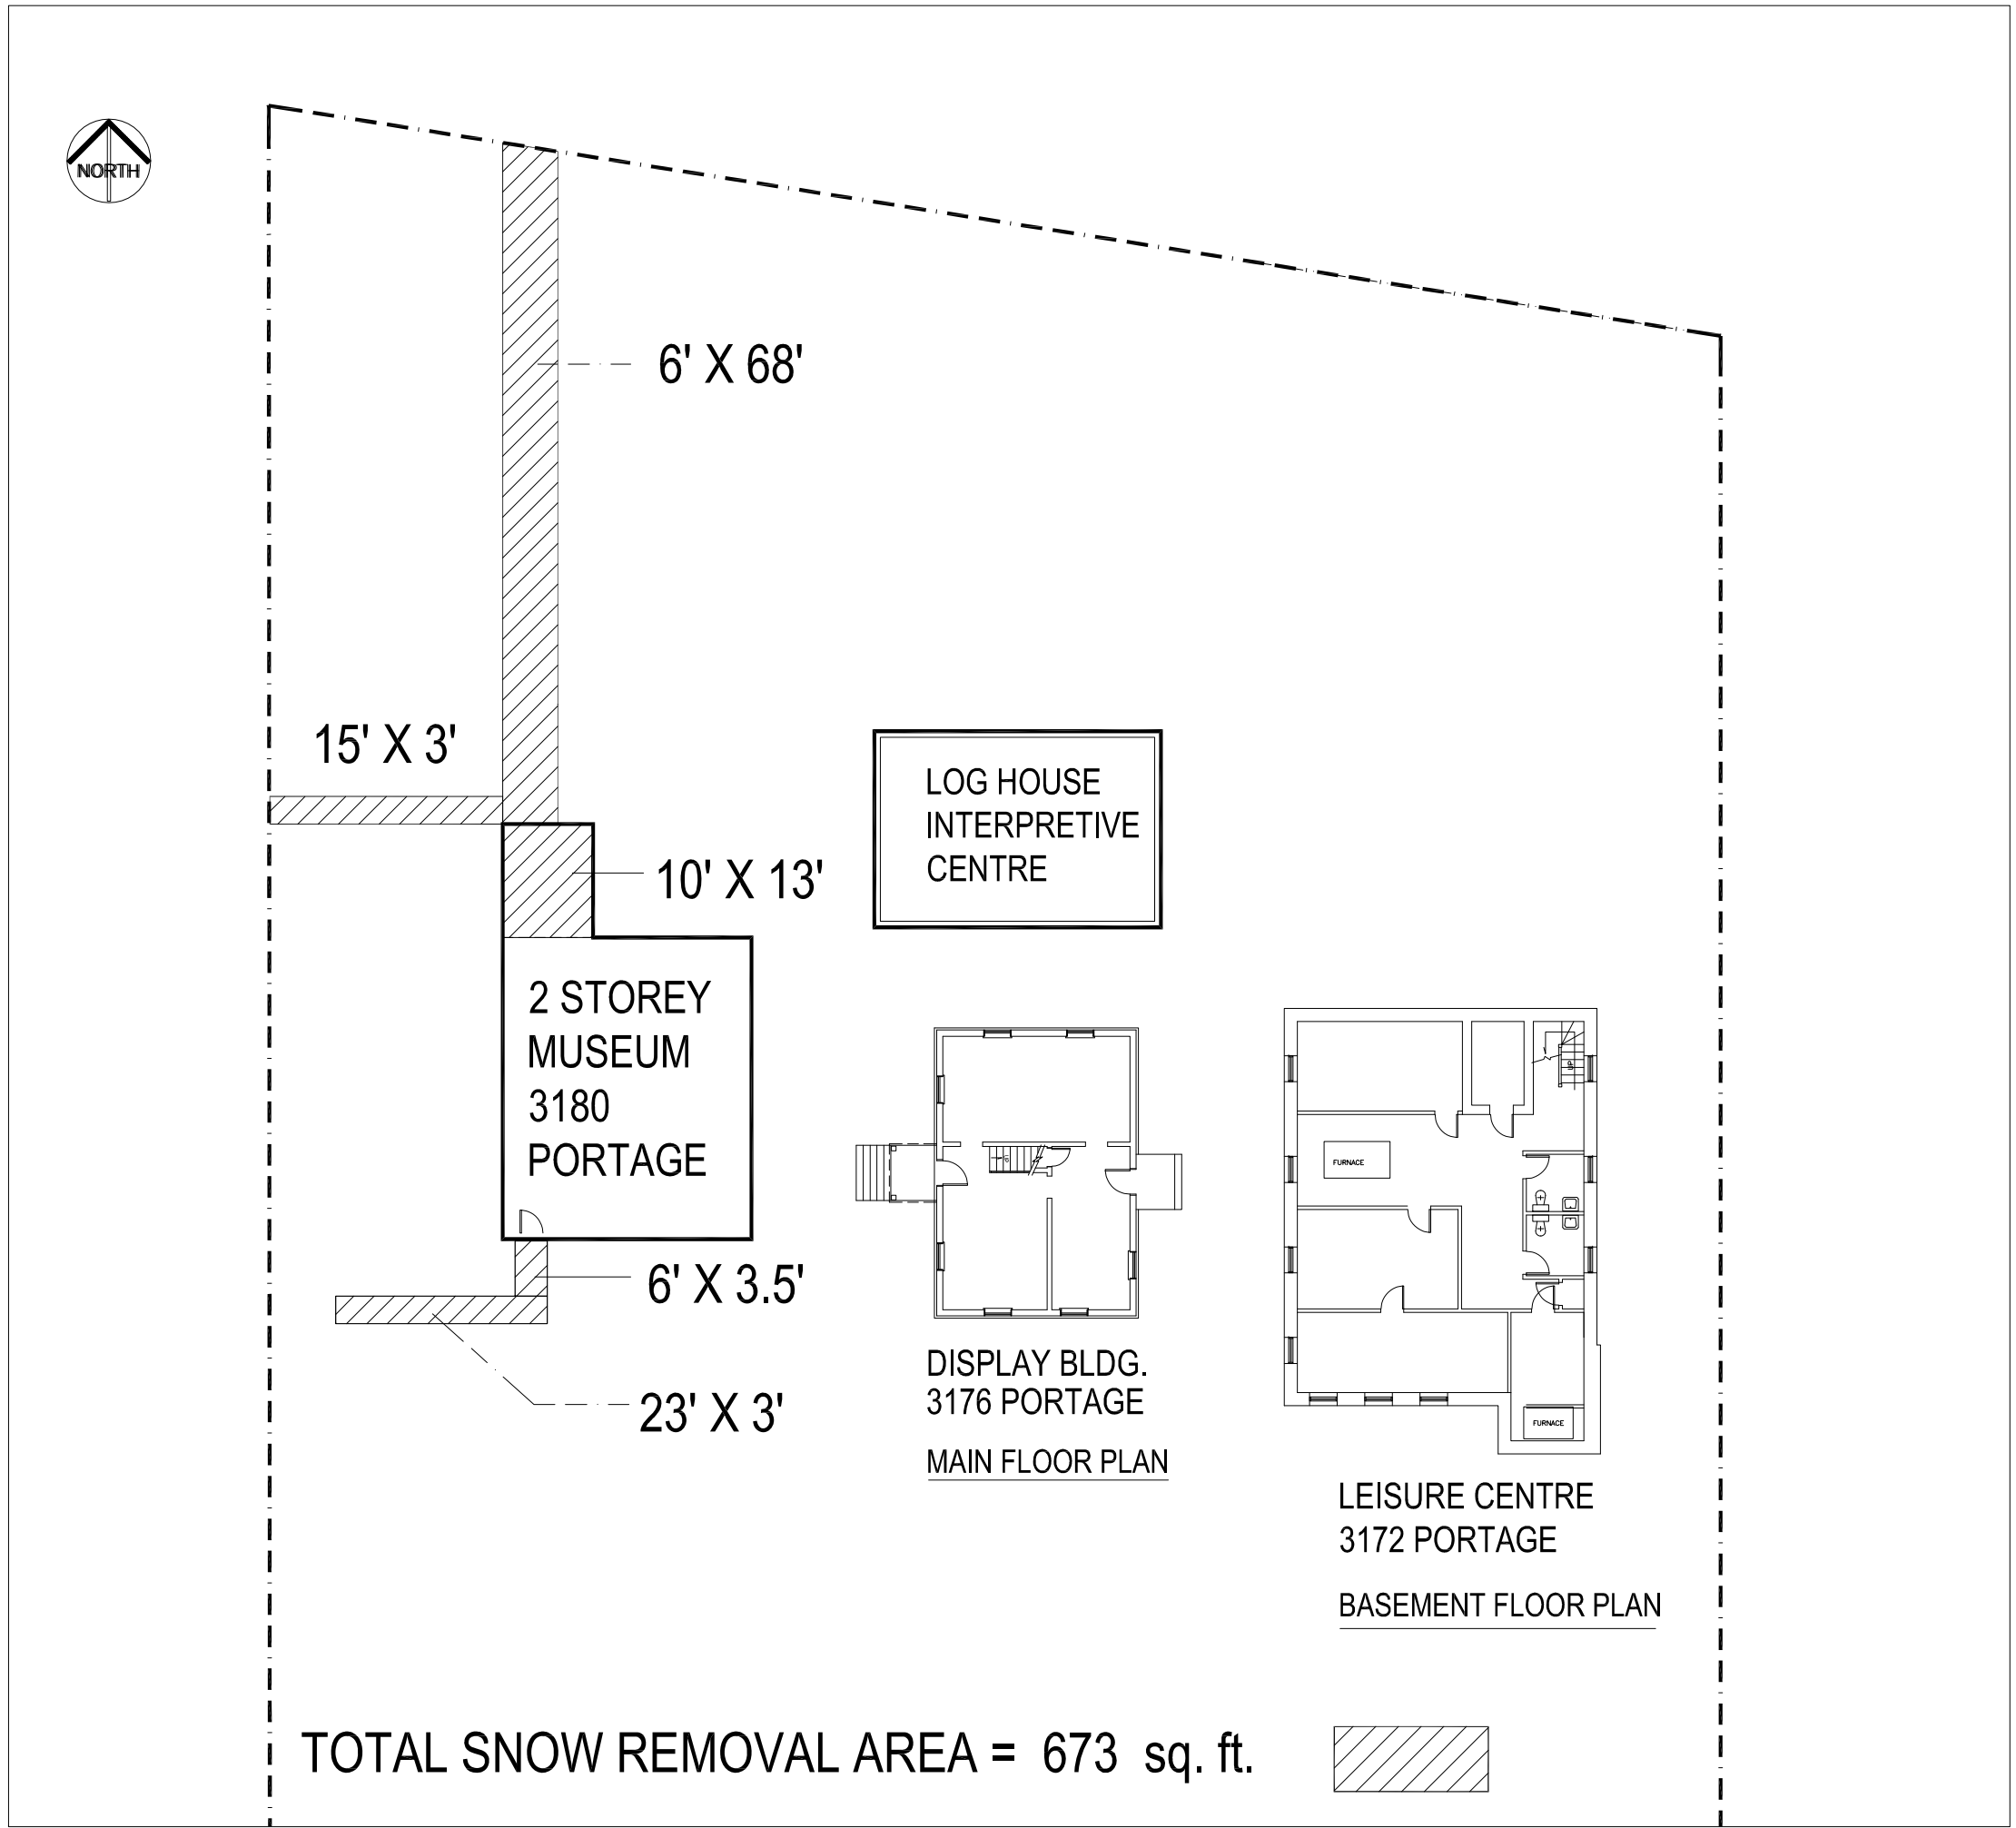 NORTH
6' X 68'
15' X 3'
LOG HOUSE
INTERPRETIVE
CENTRE
10' X 13'
2 STOREY
MUSEUM
3180
PORTAGE
UP
UP
FURNACE
6' X 3.5'
23' X 3'
DISPLAY BLDG.
3176 PORTAGE
MAIN FLOOR PLAN
FURNACE
LEISURE CENTRE
3172 PORTAGE
BASEMENT FLOOR PLAN
TOTAL SNOW REMOVAL AREA = 673 sq. ft.